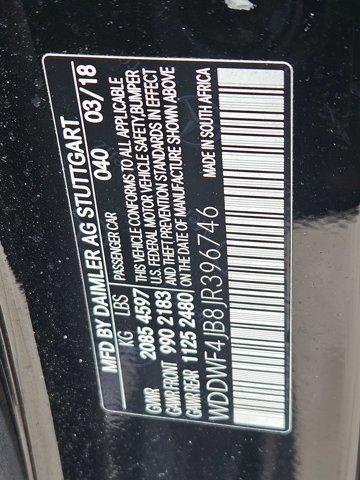 MFD BY DAIMLER AG STUTTGART 040 03/18
KG LBS PASSENGER CAR
GVWR 2085 4597 THIS VEHICLE CONFORMS TO ALL APPLICABLE
GAWR FRONT 990 2183 U.S. FEDERAL MOTOR VEHICLE SAFETY, BUMPER
GAWR REAR 1125 2480 AND THEFT PREVENTION STANDARDS IN EFFECT
ON THE DATE OF MANUFACTURE SHOWN ABOVE
WDDWF4JB8JR396746 MADE IN SOUTH AFRICA